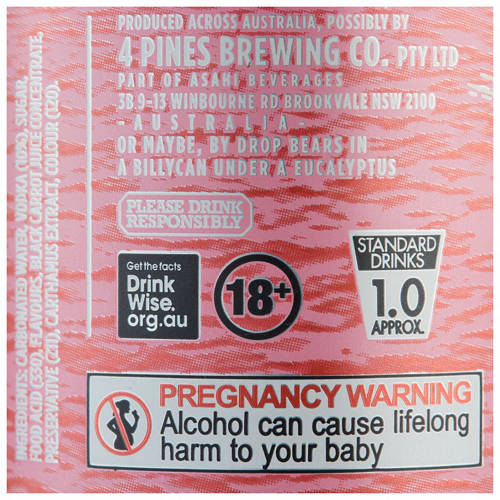 PRODUCED ACROSS AUSTRALIA, POSSIBLY BY
4 PINES BREWING CO. PTY LTD
PART OF ASAHI BEVERAGES
3B 9-13 WINBOURNE RD BROOKVALE NSW 2100
- AUSTRALIA -
OR MAYBE, BY DROP BEARS IN
A BILLYCAN UNDER A EUCALYPTUS
PLEASE DRINK
RESPONSIBLY
Get the facts
Drink
Wise.
org.au
18+
STANDARD
DRINKS
1.0
APPROX.
PREGNANCY WARNING
Alcohol can cause lifelong
harm to your baby
INGREDIENTS: CARBONATED WATER, VODKA (10%), SUGAR,
FOOD ACID (330), FLAVOURS, BLACK CARROT JUICE CONCENTRATE,
PRESERVATIVE (211), CARTHAMUS EXTRACT, COLOUR (120).